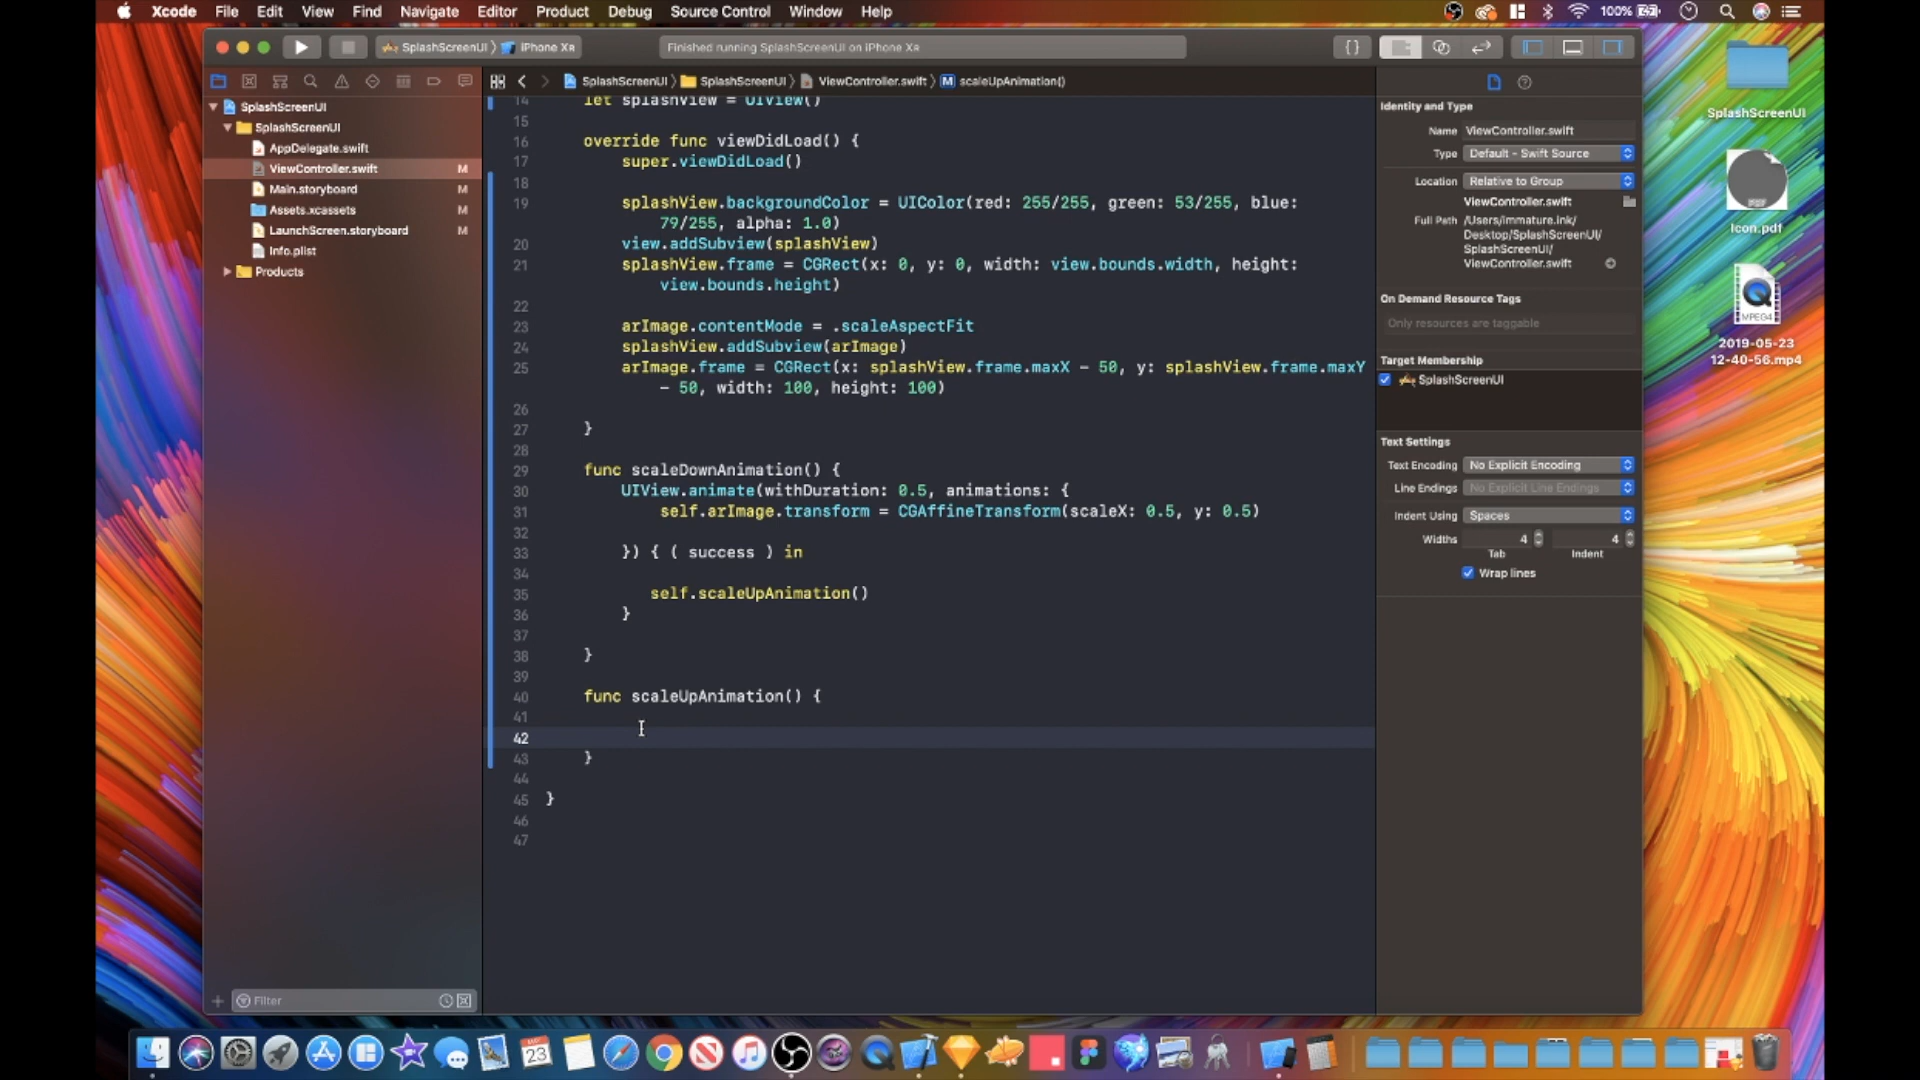 Xcode File Edit View Find Navigate Editor Product Debug Source Control Window Help 100%
SplashScreenUI iPhone XR
Finished running SplashScreenUI on iPhone XR
SplashScreenUI SplashScreenUI ViewController.swift M scaleUpAnimation()
SplashScreenUI
SplashScreenUI
AppDelegate.swift
ViewController.swift M
Main.storyboard M
Assets.xcassets M
LaunchScreen.storyboard M
Info.plist
Products
Filter
14 let splashView = UIView()
15
16 override func viewDidLoad() {
17 super.viewDidLoad()
18
19 splashView.backgroundColor = UIColor(red: 255/255, green: 53/255, blue:
79/255, alpha: 1.0)
20 view.addSubview(splashView)
21 splashView.frame = CGRect(x: 0, y: 0, width: view.bounds.width, height:
view.bounds.height)
22
23 arImage.contentMode = .scaleAspectFit
24 splashView.addSubview(arImage)
25 arImage.frame = CGRect(x: splashView.frame.maxX - 50, y: splashView.frame.maxY
- 50, width: 100, height: 100)
26
27 }
28
29 func scaleDownAnimation() {
30 UIView.animate(withDuration: 0.5, animations: {
31 self.arImage.transform = CGAffineTransform(scaleX: 0.5, y: 0.5)
32
33 }) { ( success ) in
34
35 self.scaleUpAnimation()
36 }
37
38 }
39
40 func scaleUpAnimation() {
41
42
43 }
44
45 }
46
47
Identity and Type
Name ViewController.swift
Type Default - Swift Source
Location Relative to Group
ViewController.swift
Full Path /Users/immature.ink/
Desktop/SplashScreenUI/
SplashScreenUI/
ViewController.swift
On Demand Resource Tags
Only resources are taggable
Target Membership
SplashScreenUI
Text Settings
Text Encoding No Explicit Encoding
Line Endings No Explicit Line Endings
Indent Using Spaces
Widths 4 4
Tab Indent
Wrap lines
SplashScreenUI
PDF
Icon.pdf
MPEG4
2019-05-23
12-40-56.mp4
23